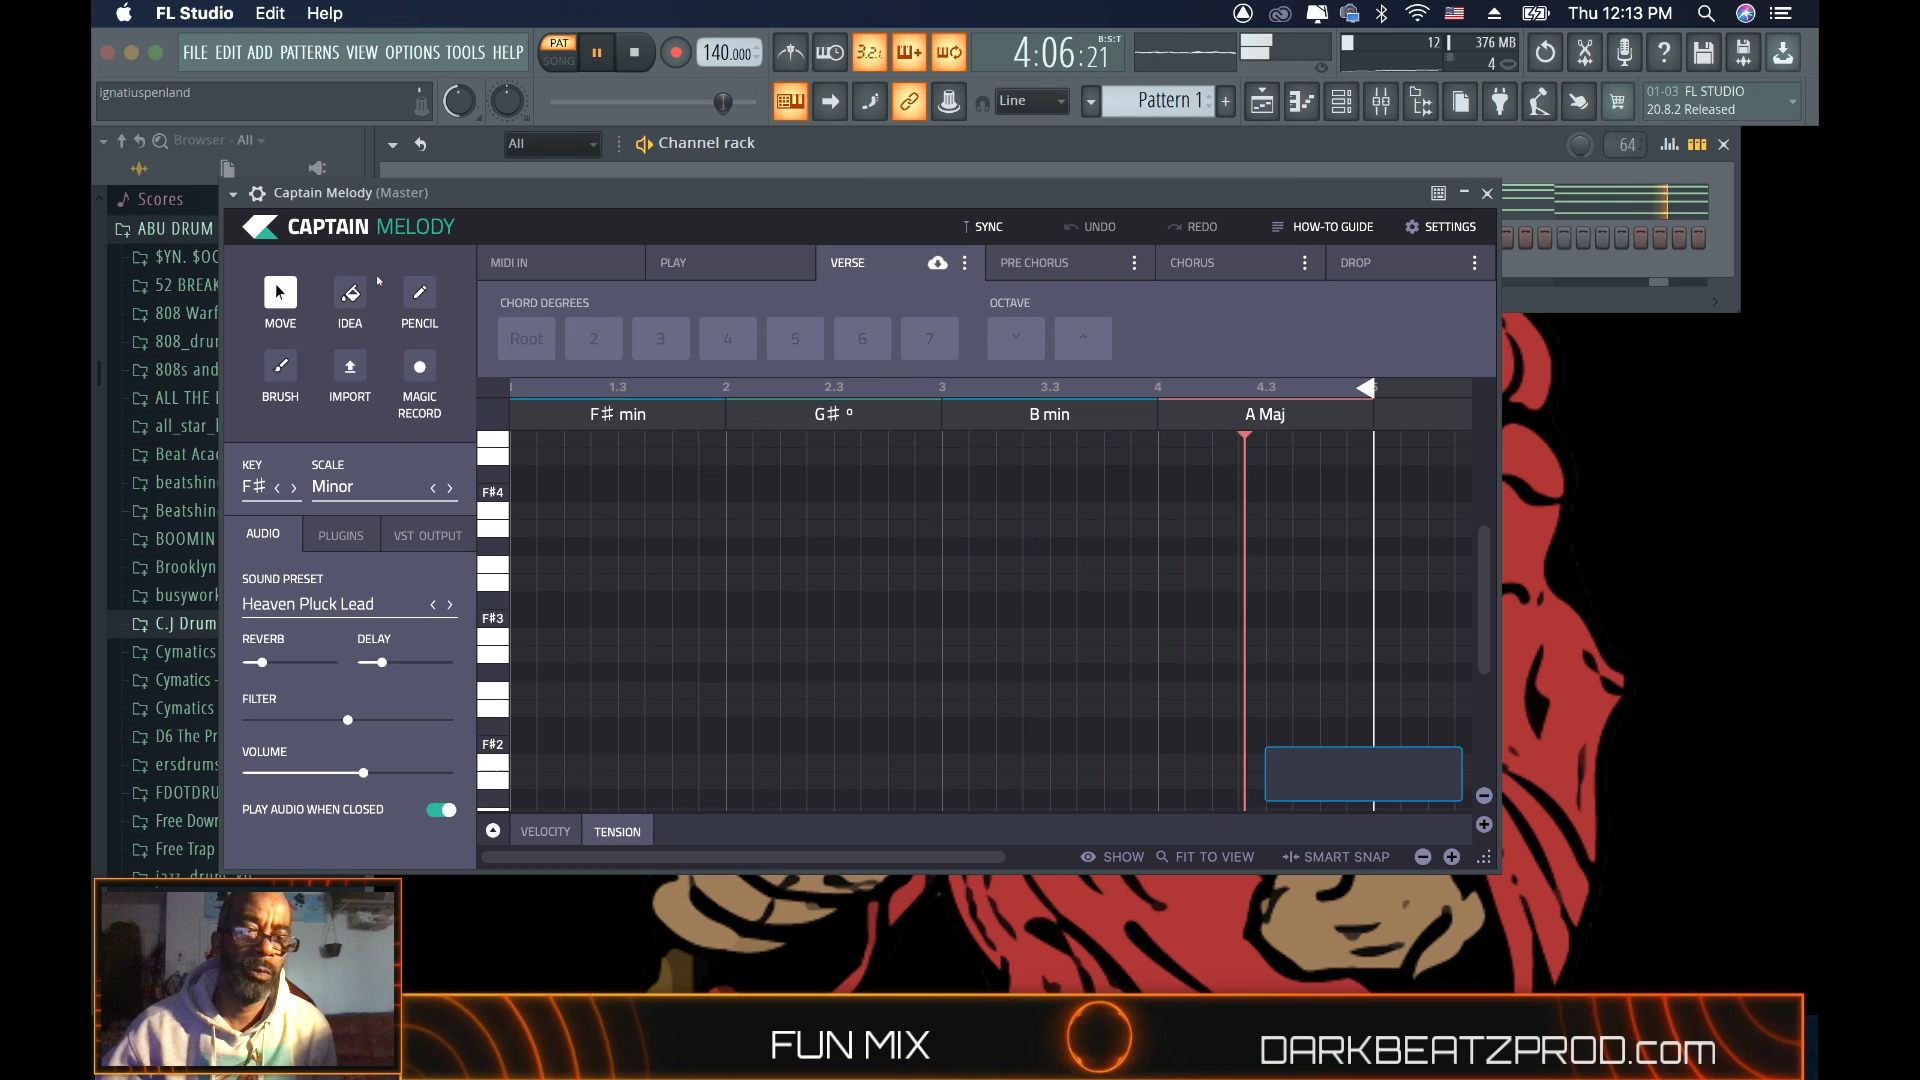 FL Studio Edit Help
Thu 12:13 PM
FILE EDIT ADD PATTERNS VIEW OPTIONS TOOLS HELP
PAT
SONG
140.000
3.2.
4:06:21
B:S:T
12
376 MB
4
ignatiuspenland
Line
Pattern 1
01-03 FL STUDIO
20.8.2 Released
Browser - All
All
Channel rack
64
Scores
Captain Melody (Master)
CAPTAIN MELODY
SYNC
UNDO
REDO
HOW-TO GUIDE
SETTINGS
MIDI IN
PLAY
VERSE
PRE CHORUS
CHORUS
DROP
CHORD DEGREES
OCTAVE
Root 2 3 4 5 6 7
MOVE
IDEA
PENCIL
BRUSH
IMPORT
MAGIC
RECORD
1.3 2 2.3 3 3.3 4 4.3
F♯ min
G♯ º
B min
A Maj
KEY
SCALE
F♯
Minor
F#4
F#3
F#2
AUDIO
PLUGINS
VST OUTPUT
SOUND PRESET
Heaven Pluck Lead
REVERB
DELAY
FILTER
VOLUME
PLAY AUDIO WHEN CLOSED
VELOCITY
TENSION
SHOW
FIT TO VIEW
SMART SNAP
ABU DRUM
$YN. $OC
52 BREAK
808 Warf
808_dru
808s and
ALL THE
all_star_
Beat Aca
beatshin
Beatshin
BOOMIN
Brooklyn
busywork
C.J Drum
Cymatics
Cymatics -
Cymatics
D6 The Pr
ersdrums
FDOTDRU
Free Dow
Free Trap
FUN MIX
DARKBEATZPROD.com